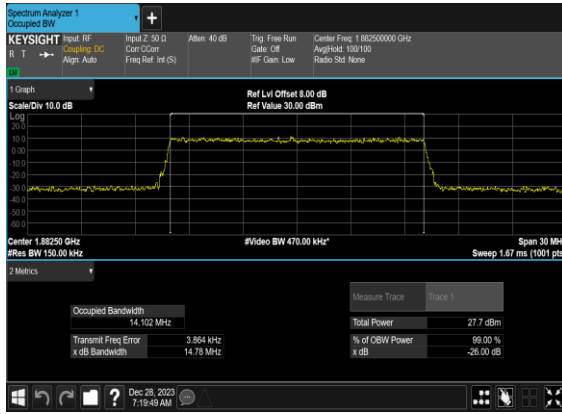 Spectrum Analyzer 1
Occupied BW
+
KEYSIGHT Input: RF Input Z: 50 Ω Atten: 40 dB Trig: Free Run Center Freq: 1.882500000 GHz
R T Coupling: DC Corr CCorr Gate: Off Avg|Hold: 100/100
Align: Auto Freq Ref: Int (S) #IF Gain: Low Radio Std: None
1 Graph
Ref Lvl Offset 8.00 dB
Scale/Div 10.0 dB Ref Value 30.00 dBm
Log
20.0
10.0
0.00
-10.0
-20.0
-30.0
-40.0
-50.0
-60.0
Center 1.88250 GHz #Video BW 470.00 kHz* Span 30 MH
#Res BW 150.00 kHz Sweep 1.67 ms (1001 pts
2 Metrics
Measure Trace Trace 1
Occupied Bandwidth
14.102 MHz
Total Power 27.7 dBm
Transmit Freq Error 3.864 kHz % of OBW Power 99.00 %
x dB Bandwidth 14.78 MHz x dB -26.00 dB
? Dec 28, 2023
7:19:49 AM